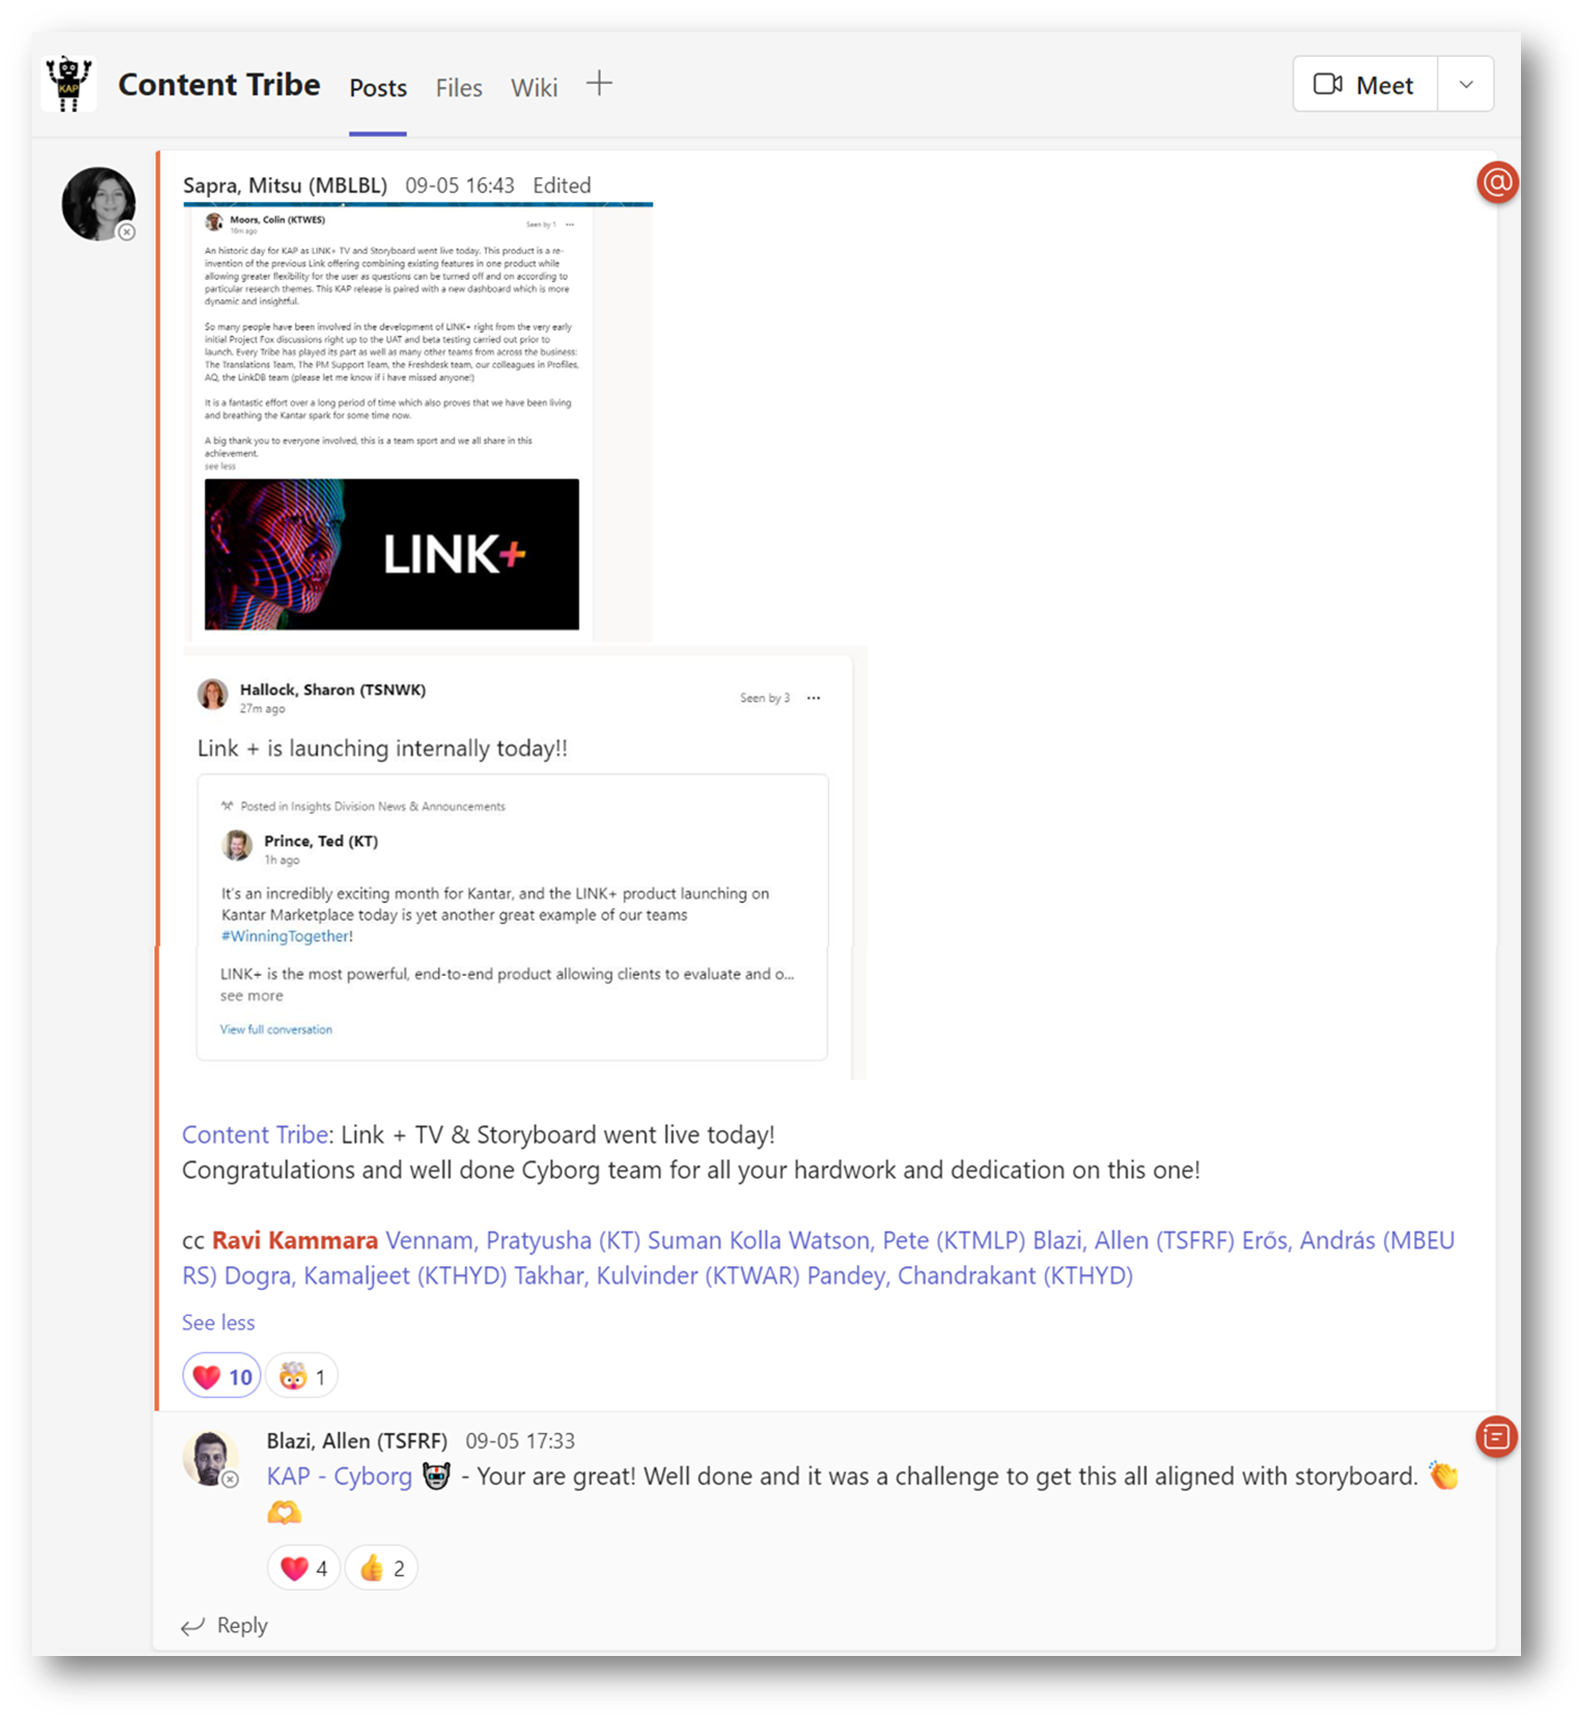 KAP
Content Tribe Posts Files Wiki
Meet
Sapra, Mitsu (MBLBL) 09-05 16:43 Edited
Moors, Colin (KTWES)
16m ago
Seen by 1
An historic day for KAP as LINK+ TV and Storyboard went live today. This product is a re-
invention of the previous Link offering combining existing features in one product while
allowing greater flexibility for the user as questions can be turned off and on according to
particular research themes. This KAP release is paired with a new dashboard which is more
dynamic and insightful.
So many people have been involved in the development of LINK+ right from the very early
initial Project Fox discussions right up to the UAT and beta testing carried out prior to
launch. Every Tribe has played its part as well as many other teams from across the business:
The Translations Team, The PM Support Team, the Freshdesk team, our colleagues in Profiles,
AQ, the LinkDB team (please let me know if i have missed anyone!)
It is a fantastic effort over a long period of time which also proves that we have been living
and breathing the Kantar spark for some time now.
A big thank you to everyone involved, this is a team sport and we all share in this
achievement.
see less
LINK+
Hallock, Sharon (TSNWK)
27m ago
Seen by 3
Link + is launching internally today!!
Posted in Insights Division News & Announcements
Prince, Ted (KT)
1h ago
It's an incredibly exciting month for Kantar, and the LINK+ product launching on
Kantar Marketplace today is yet another great example of our teams
#WinningTogether!
LINK+ is the most powerful, end-to-end product allowing clients to evaluate and o...
see more
View full conversation
Content Tribe: Link + TV & Storyboard went live today!
Congratulations and well done Cyborg team for all your hardwork and dedication on this one!
cc Ravi Kammara Vennam, Pratyusha (KT) Suman Kolla Watson, Pete (KTMLP) Blazi, Allen (TSFRF) Erős, András (MBEU
RS) Dogra, Kamaljeet (KTHYD) Takhar, Kulvinder (KTWAR) Pandey, Chandrakant (KTHYD)
See less
❤️ 10 🤯 1
Blazi, Allen (TSFRF) 09-05 17:33
KAP - Cyborg 🤖 - Your are great! Well done and it was a challenge to get this all aligned with storyboard. 👏
🫶
❤️ 4 👍 2
Reply